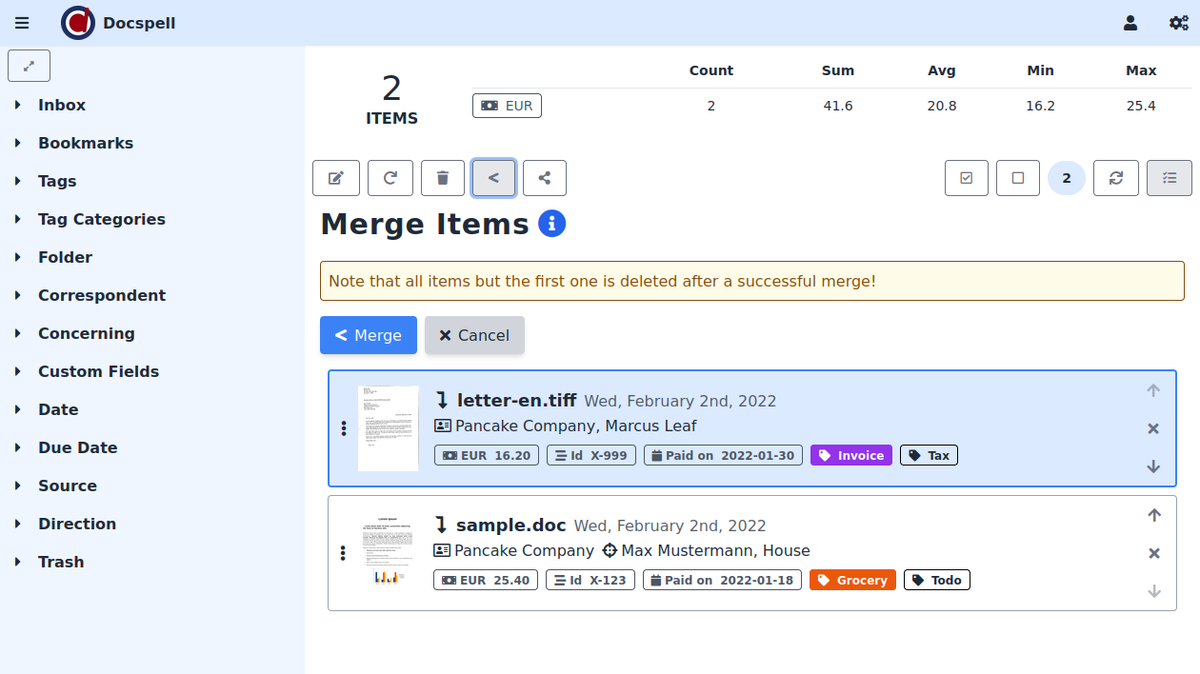 Docspell
Inbox
Bookmarks
Tags
Tag Categories
Folder
Correspondent
Concerning
Custom Fields
Date
Due Date
Source
Direction
Trash
2
ITEMS
Count Sum Avg Min Max
EUR 2 41.6 20.8 16.2 25.4
2
Merge Items
Note that all items but the first one is deleted after a successful merge!
Merge Cancel
letter-en.tiff Wed, February 2nd, 2022
Pancake Company, Marcus Leaf
EUR 16.20 Id X-999 Paid on 2022-01-30 Invoice Tax
sample.doc Wed, February 2nd, 2022
Pancake Company Max Mustermann, House
EUR 25.40 Id X-123 Paid on 2022-01-18 Grocery Todo